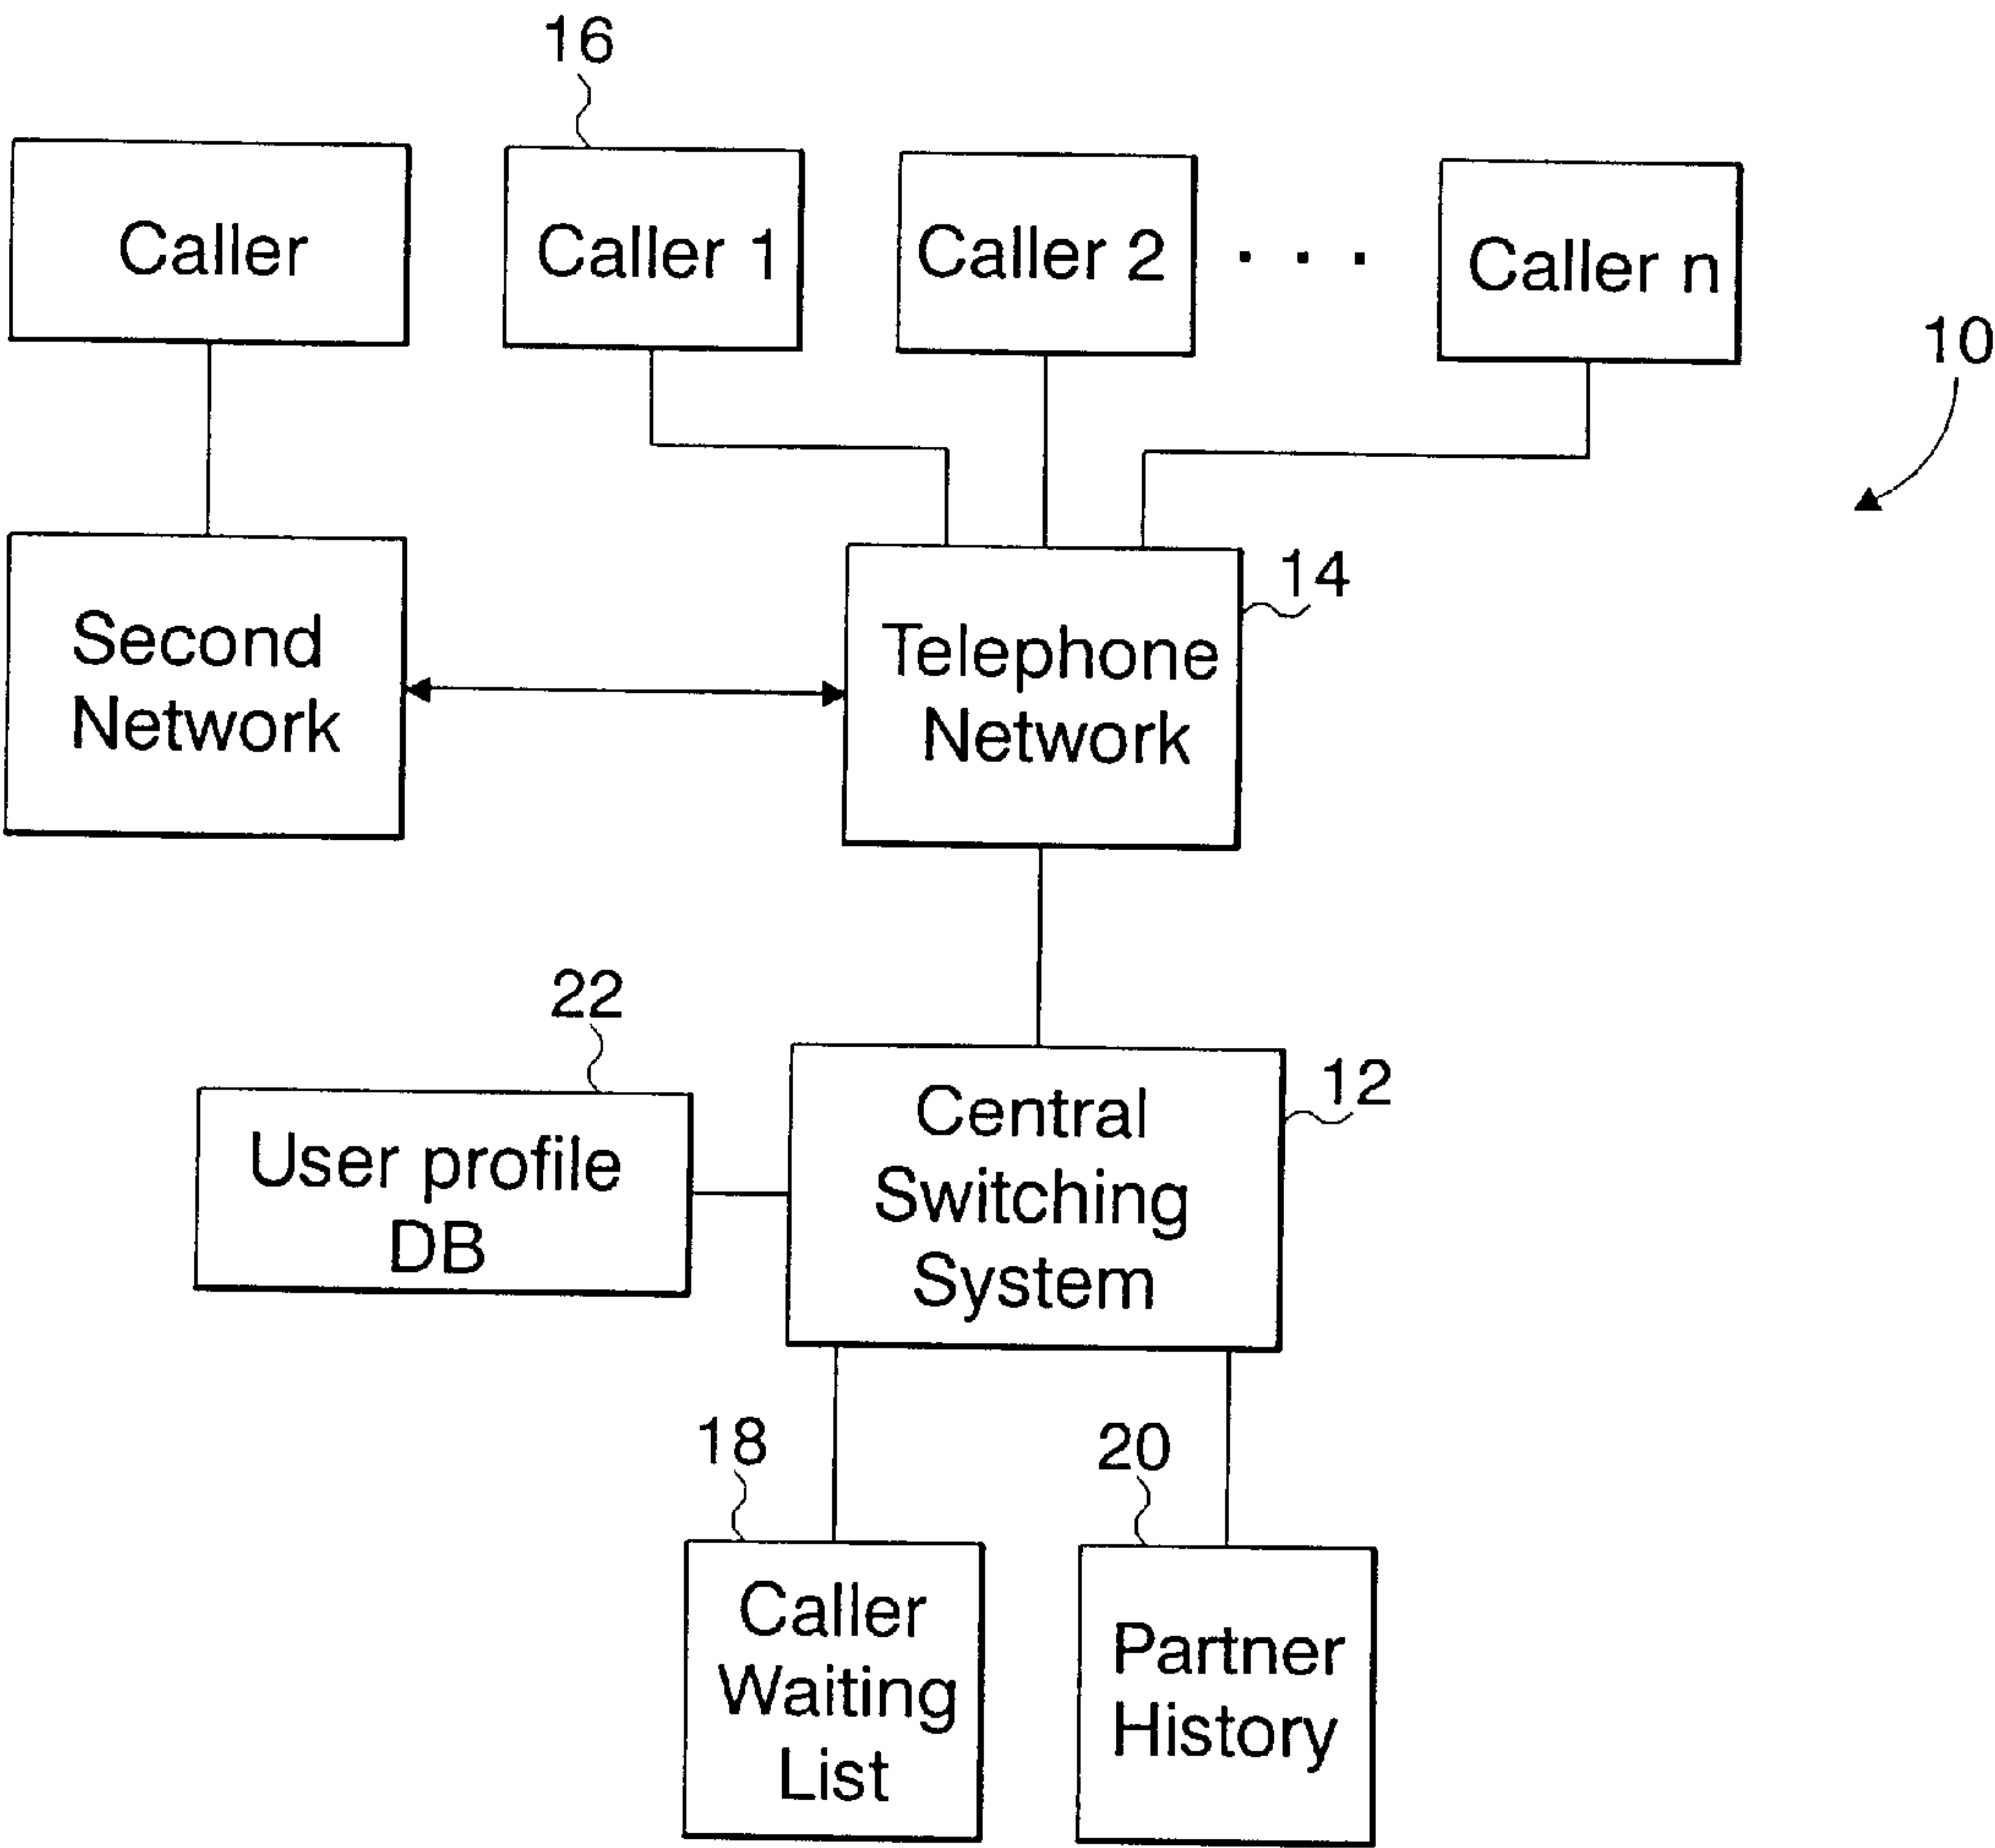 16
Caller
Caller 1
Caller 2
. . .
Caller n
10
Second
Network
Telephone
Network
14
22
User profile
DB
Central
Switching
System
12
18
20
Caller
Waiting
List
Partner
History